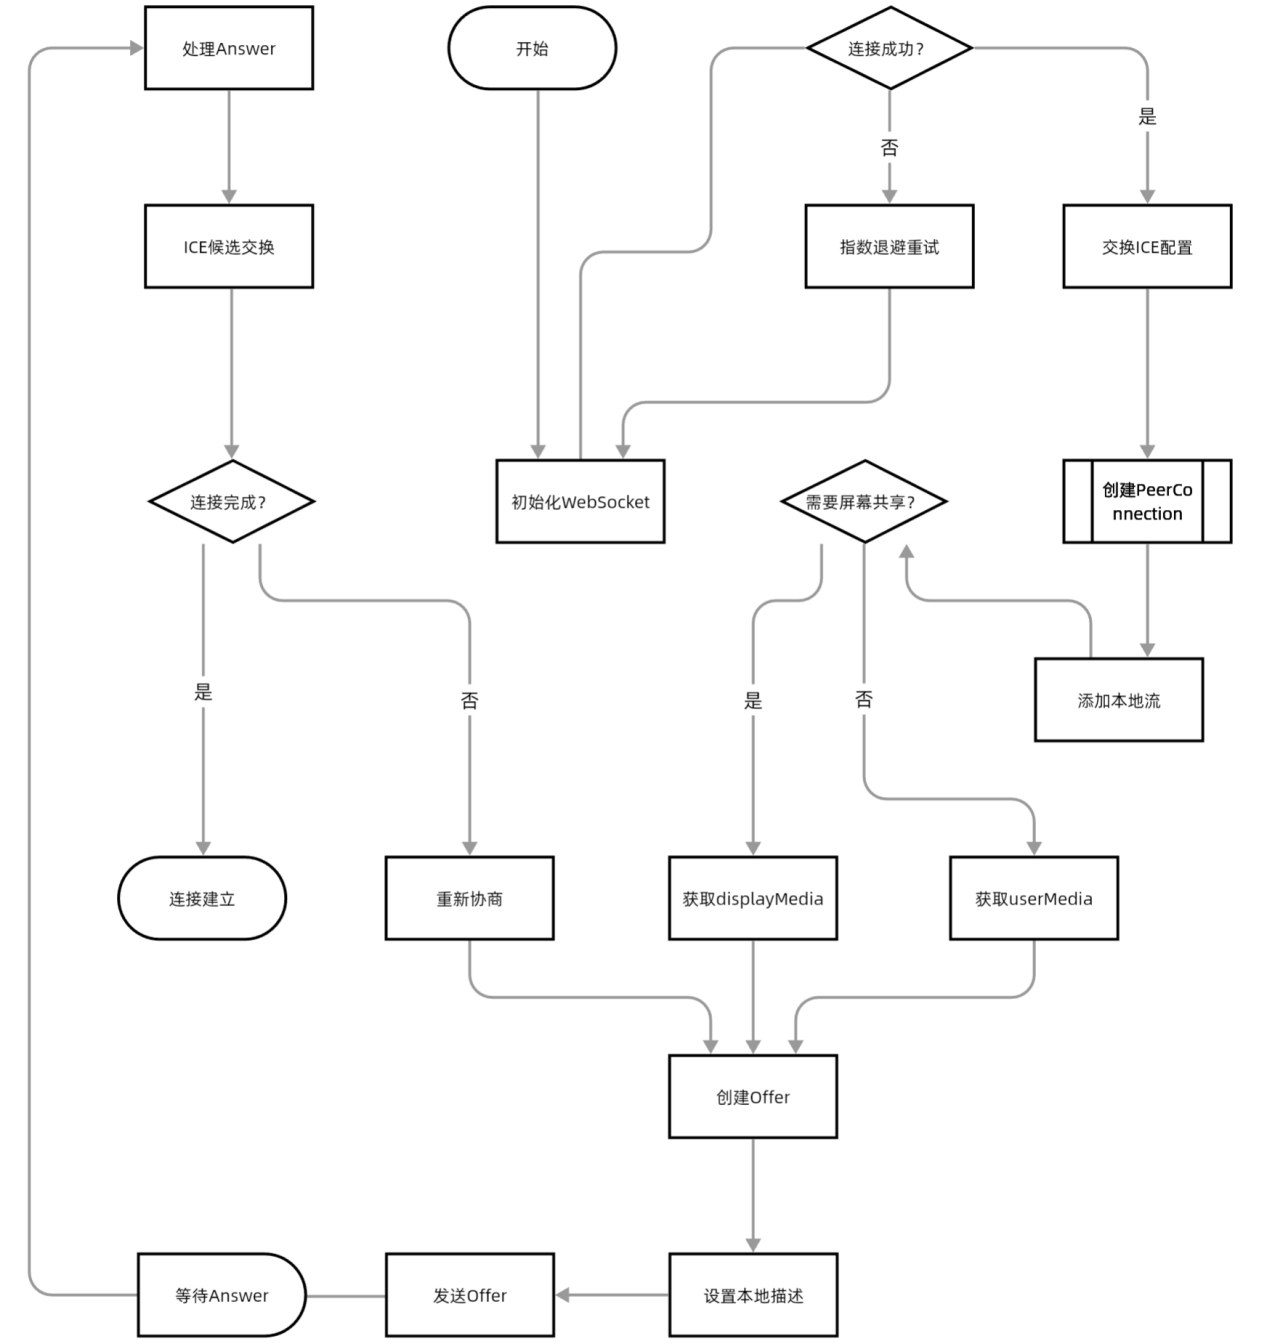 处理Answer
开始
连接成功？
是
否
ICE候选交换
指数退避重试
交换ICE配置
连接完成？
初始化WebSocket
需要屏幕共享？
创建PeerCo
nnection
是
否
是
否
添加本地流
连接建立
重新协商
获取displayMedia
获取userMedia
创建Offer
等待Answer
发送Offer
设置本地描述